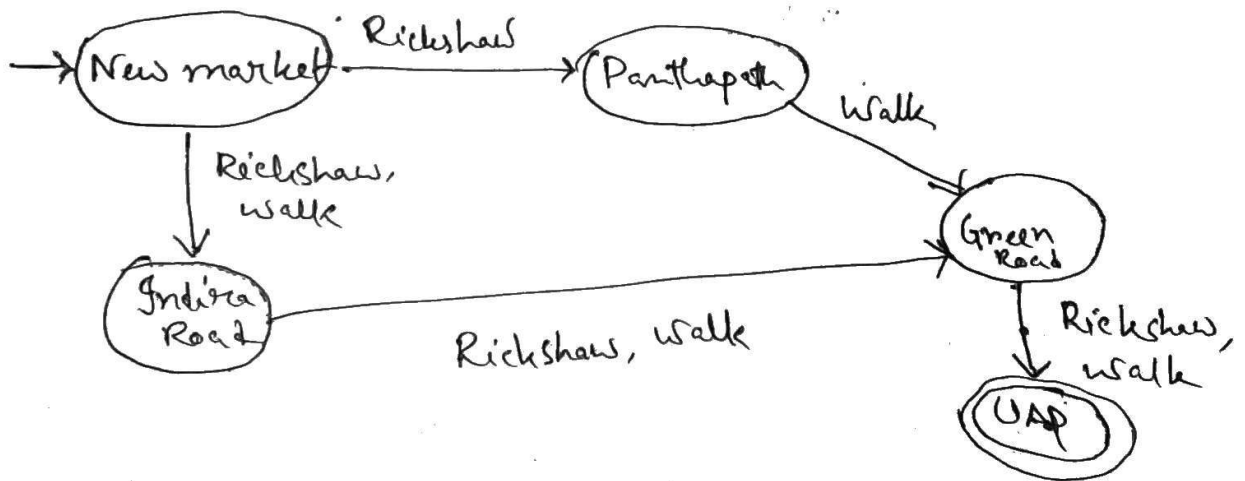 Rickshaw
New market
Panthapath
Walk
Rickshaw,
walk
Green
Road
Indira
Road
Rickshaw, walk
Rickshaw,
walk
UAP